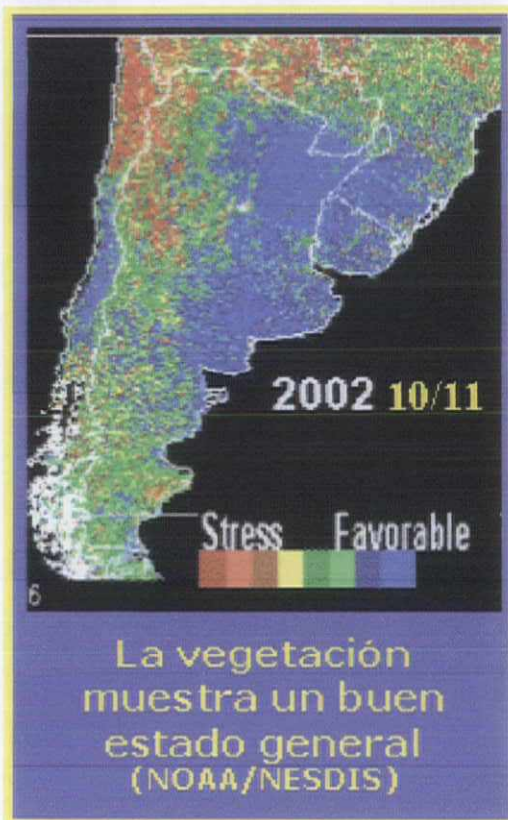 2002 10/11
Stress Favorable
6
La vegetación
muestra un buen
estado general
(NOAA/NESDIS)